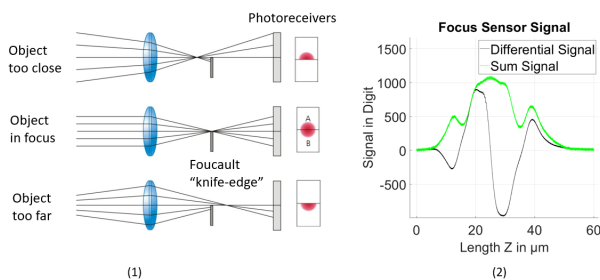 Photoreceivers
Object
too close
Object
in focus
A
B
Foucault
“knife-edge”
Object
too far
(1)
Focus Sensor Signal
Differential Signal
Sum Signal
1500
1000
500
0
-500
Signal in Digit
0
20
40
60
Length Z in µm
(2)